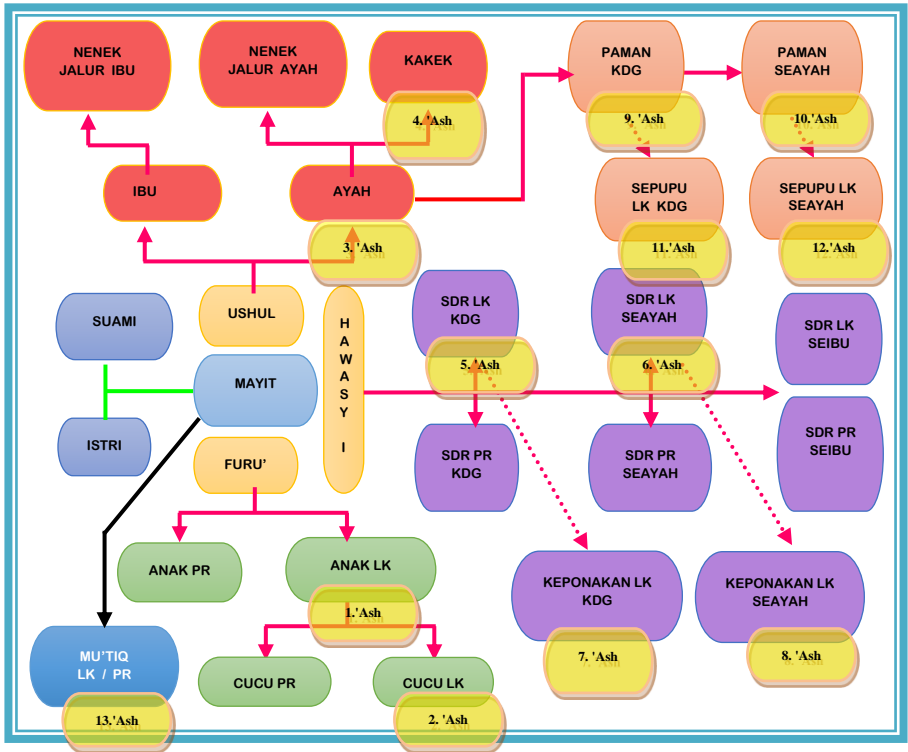 NENEK
JALUR IBU
NENEK
JALUR AYAH
KAKEK
4. 'Ash
PAMAN
KDG
9. 'Ash
PAMAN
SEAYAH
10.'Ash
IBU
AYAH
3. 'Ash
SEPUPU
LK KDG
11.'Ash
SEPUPU LK
SEAYAH
12.'Ash
SUAMI
USHUL
MAYIT
ISTRI
FURU'
H
A
W
A
S
Y
I
SDR LK
KDG
5. 'Ash
SDR LK
SEAYAH
6. 'Ash
SDR LK
SEIBU
SDR PR
KDG
SDR PR
SEAYAH
SDR PR
SEIBU
ANAK PR
ANAK LK
1.'Ash
KEPONAKAN LK
KDG
7. 'Ash
KEPONAKAN LK
SEAYAH
8. 'Ash
MU'TIQ
LK / PR
13.'Ash
CUCU PR
CUCU LK
2. 'Ash